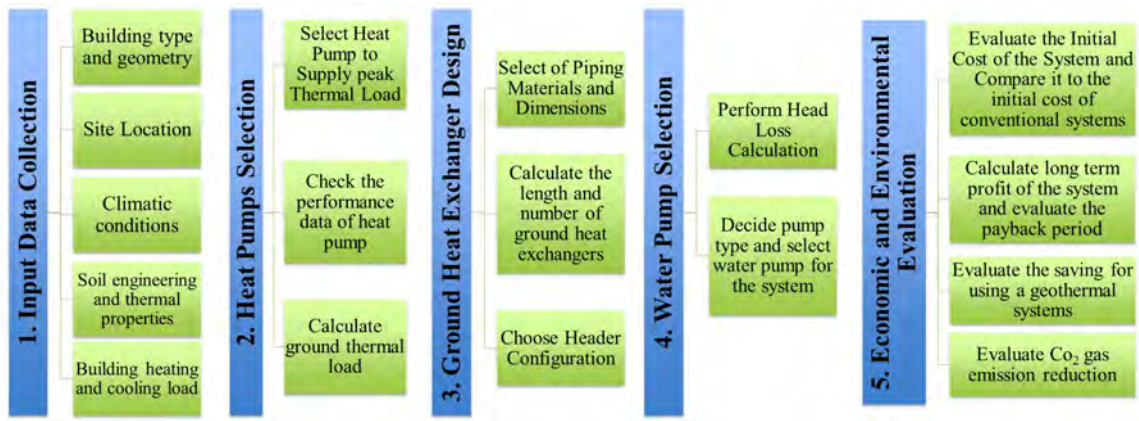 1. Input Data Collection
Building type
and geometry
Site Location
Climatic
conditions
Soil engineering
and thermal
properties
Building heating
and cooling load
2. Heat Pumps Selection
Select Heat
Pump to
Supply peak
Thermal Load
Check the
performance
data of heat
pump
Calculate
ground thermal
load
3. Ground Heat Exchanger Design
Select of Piping
Materials and
Dimensions
Calculate the
length and
number of
ground heat
exchangers
Choose Header
Configuration
4. Water Pump Selection
Perform Head
Loss
Calculation
Decide pump
type and select
water pump for
the system
5. Economic and Environmental
Evaluation
Evaluate the Initial
Cost of the System and
Compare it to the
initial cost of
conventional systems
Calculate long term
profit of the system
and evaluate the
payback period
Evaluate the saving for
using a geothermal
systems
Evaluate Co₂ gas
emission reduction